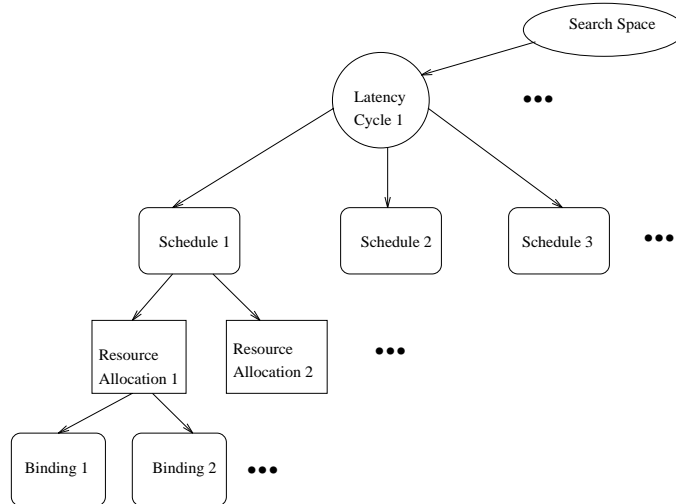 Search Space
Latency
Cycle 1
Schedule 1
Schedule 2
Schedule 3
Resource
Allocation 1
Resource
Allocation 2
Binding 1
Binding 2